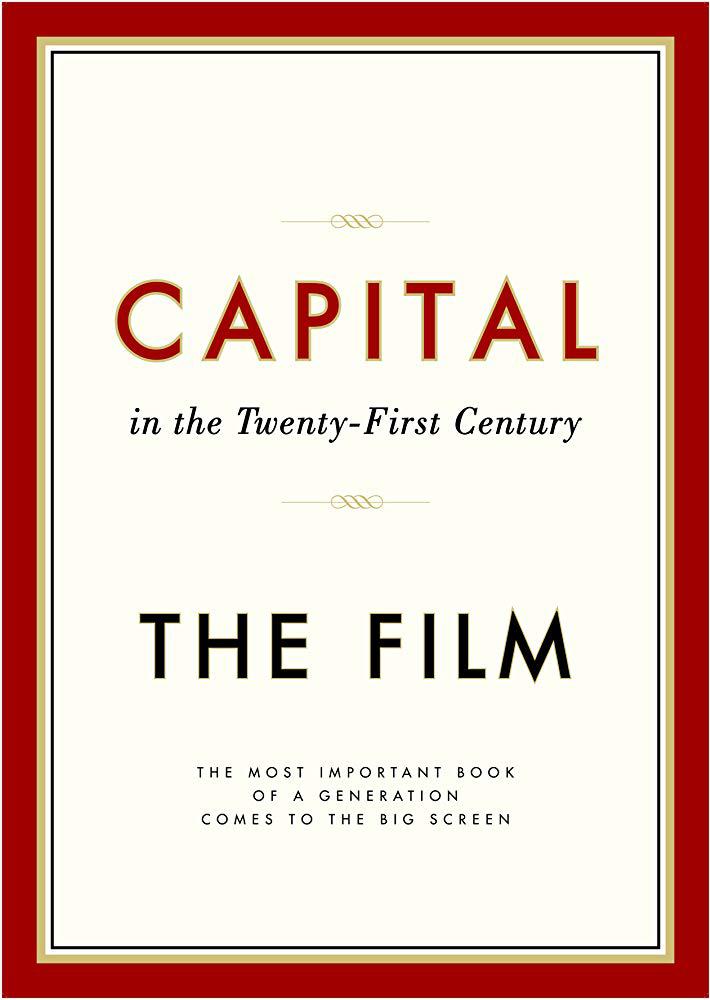 CAPITAL
in the Twenty-First Century
THE FILM
THE MOST IMPORTANT BOOK
OF A GENERATION
COMES TO THE BIG SCREEN